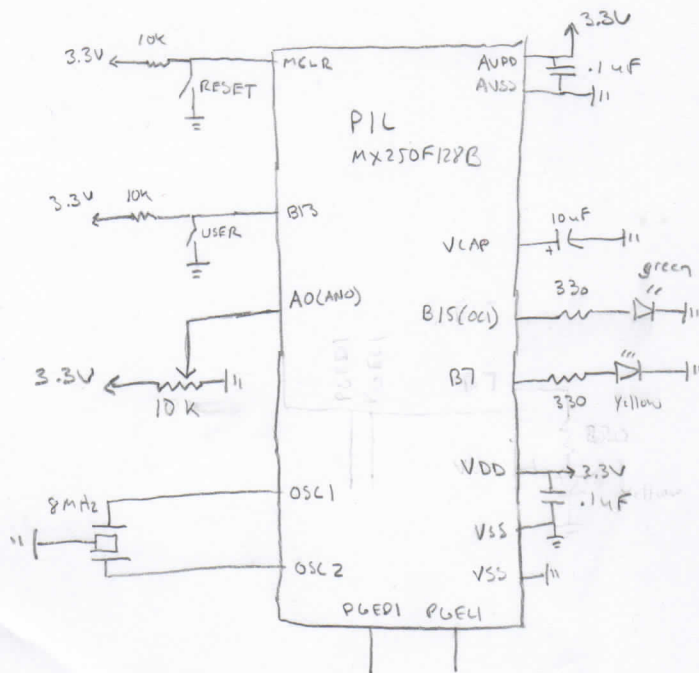 3.3V
10K
MCLR
RESET
PIC
MX250F128B
AVDD
3.3V
.1uF
AVSS
3.3V
10K
B13
USER
VCAP
10uF
+
A0(AN0)
B15(OC1)
330
green
3.3V
10K
B7
330
Yellow
8MHz
OSC1
OSC2
VDD
3.3V
.1uF
VSS
VSS
PGED1
PGEC1